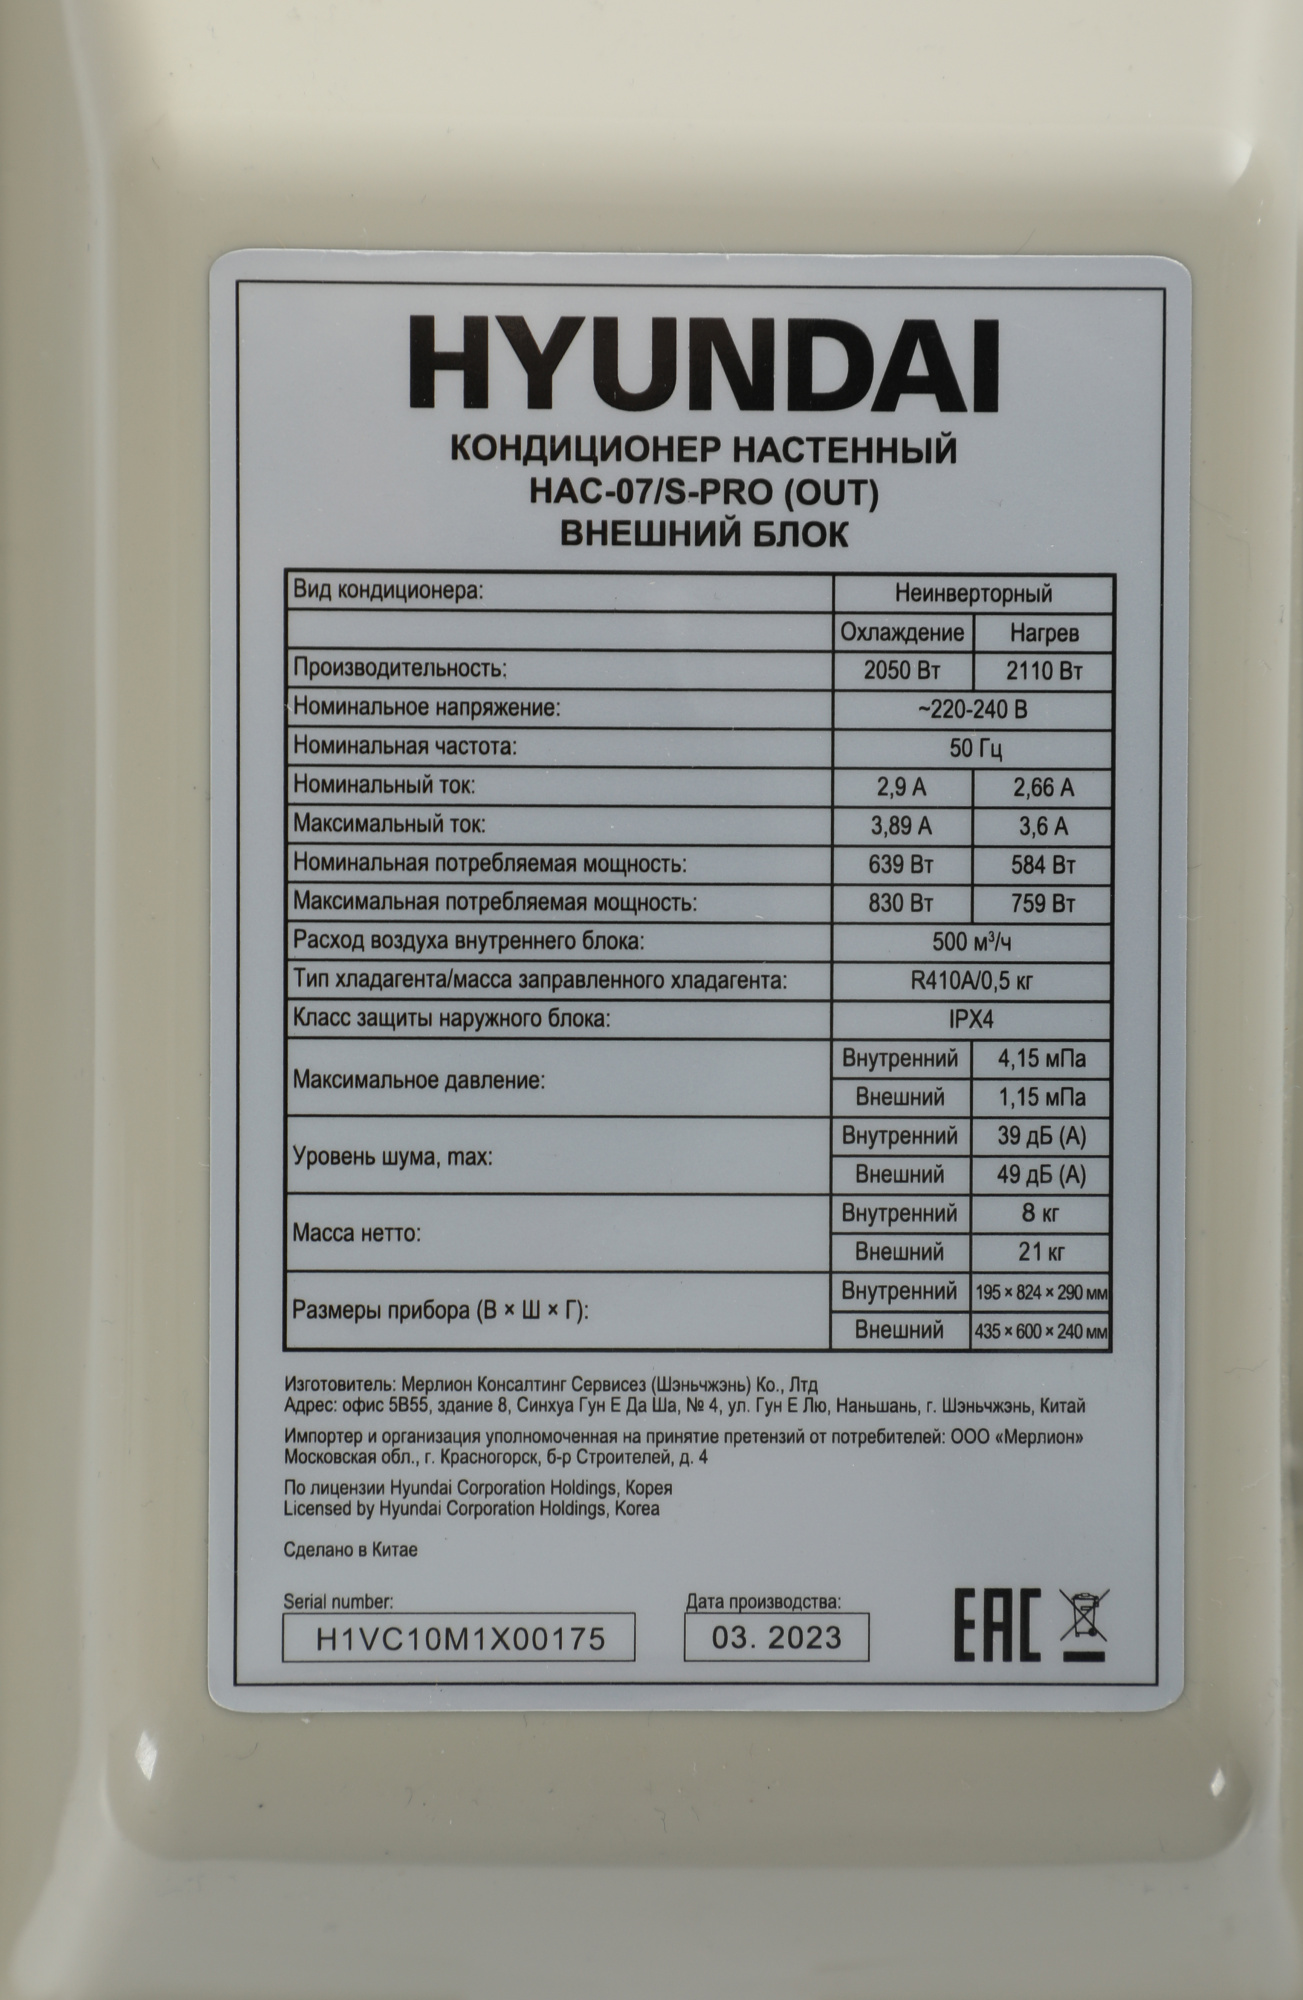 HYUNDAI
КОНДИЦИОНЕР НАСТЕННЫЙ
HAC-07/S-PRO (OUT)
ВНЕШНИЙ БЛОК
Вид кондиционера: Неинверторный
Охлаждение Нагрев
Производительность: 2050 Вт 2110 Вт
Номинальное напряжение: ~220-240 В
Номинальная частота: 50 Гц
Номинальный ток: 2,9 А 2,66 А
Максимальный ток: 3,89 А 3,6 А
Номинальная потребляемая мощность: 639 Вт 584 Вт
Максимальная потребляемая мощность: 830 Вт 759 Вт
Расход воздуха внутреннего блока: 500 м³/ч
Тип хладагента/масса заправленного хладагента: R410A/0,5 кг
Класс защиты наружного блока: IPX4
Максимальное давление: Внутренний 4,15 мПа
Внешний 1,15 мПа
Уровень шума, max: Внутренний 39 дБ (А)
Внешний 49 дБ (А)
Масса нетто: Внутренний 8 кг
Внешний 21 кг
Размеры прибора (В × Ш × Г): Внутренний 195 × 824 × 290 мм
Внешний 435 × 600 × 240 мм
Изготовитель: Мерлион Консалтинг Сервисез (Шэньчжэнь) Ко., Лтд
Адрес: офис 5В55, здание 8, Синхуа Гун Е Да Ша, № 4, ул. Гун Е Лю, Наньшань, г. Шэньчжэнь, Китай
Импортер и организация уполномоченная на принятие претензий от потребителей: ООО «Мерлион»
Московская обл., г. Красногорск, б-р Строителей, д. 4
По лицензии Hyundai Corporation Holdings, Корея
Licensed by Hyundai Corporation Holdings, Korea
Сделано в Китае
Serial number: Дата производства:
H1VC10M1X00175 03. 2023 EAC